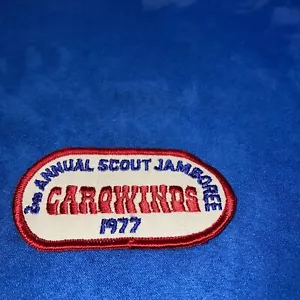 2ND ANNUAL SCOUT JAMBOREE
CAROWINDS
1977